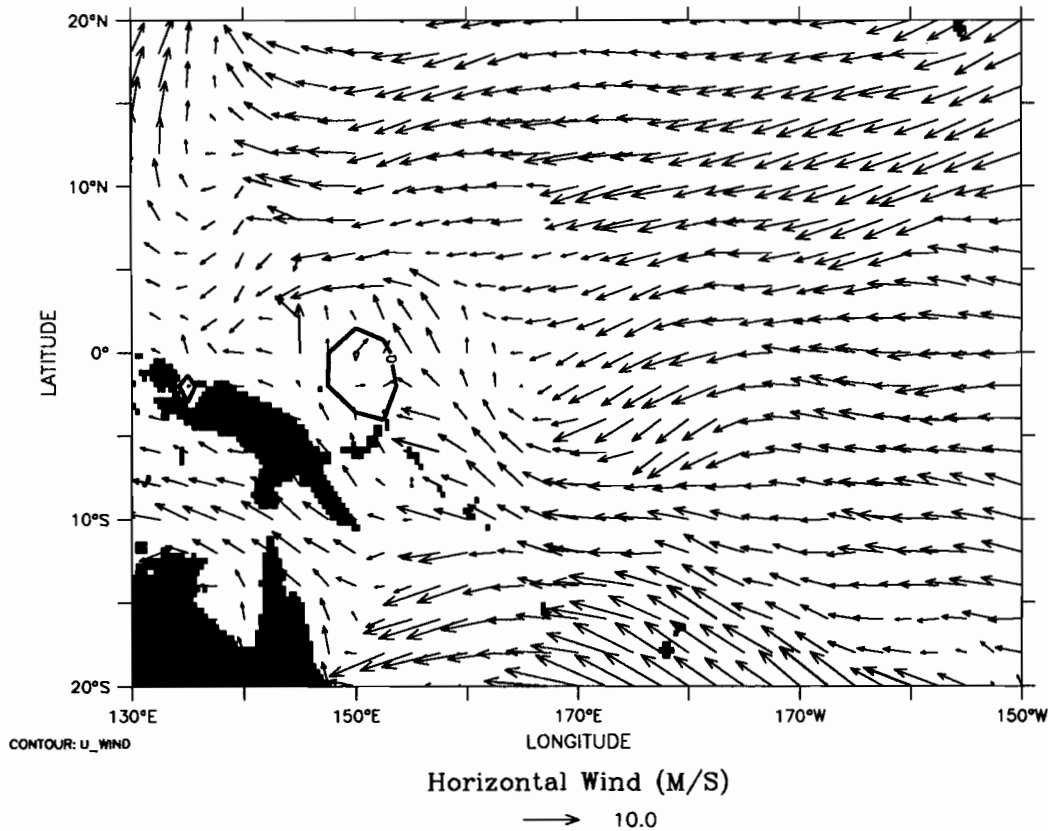 20°N
10°N
0°
10°S
20°S
LATITUDE
0
130°E 150°E 170°E 170°W 150°W
CONTOUR: U_WIND
LONGITUDE
Horizontal Wind (M/S)
10.0